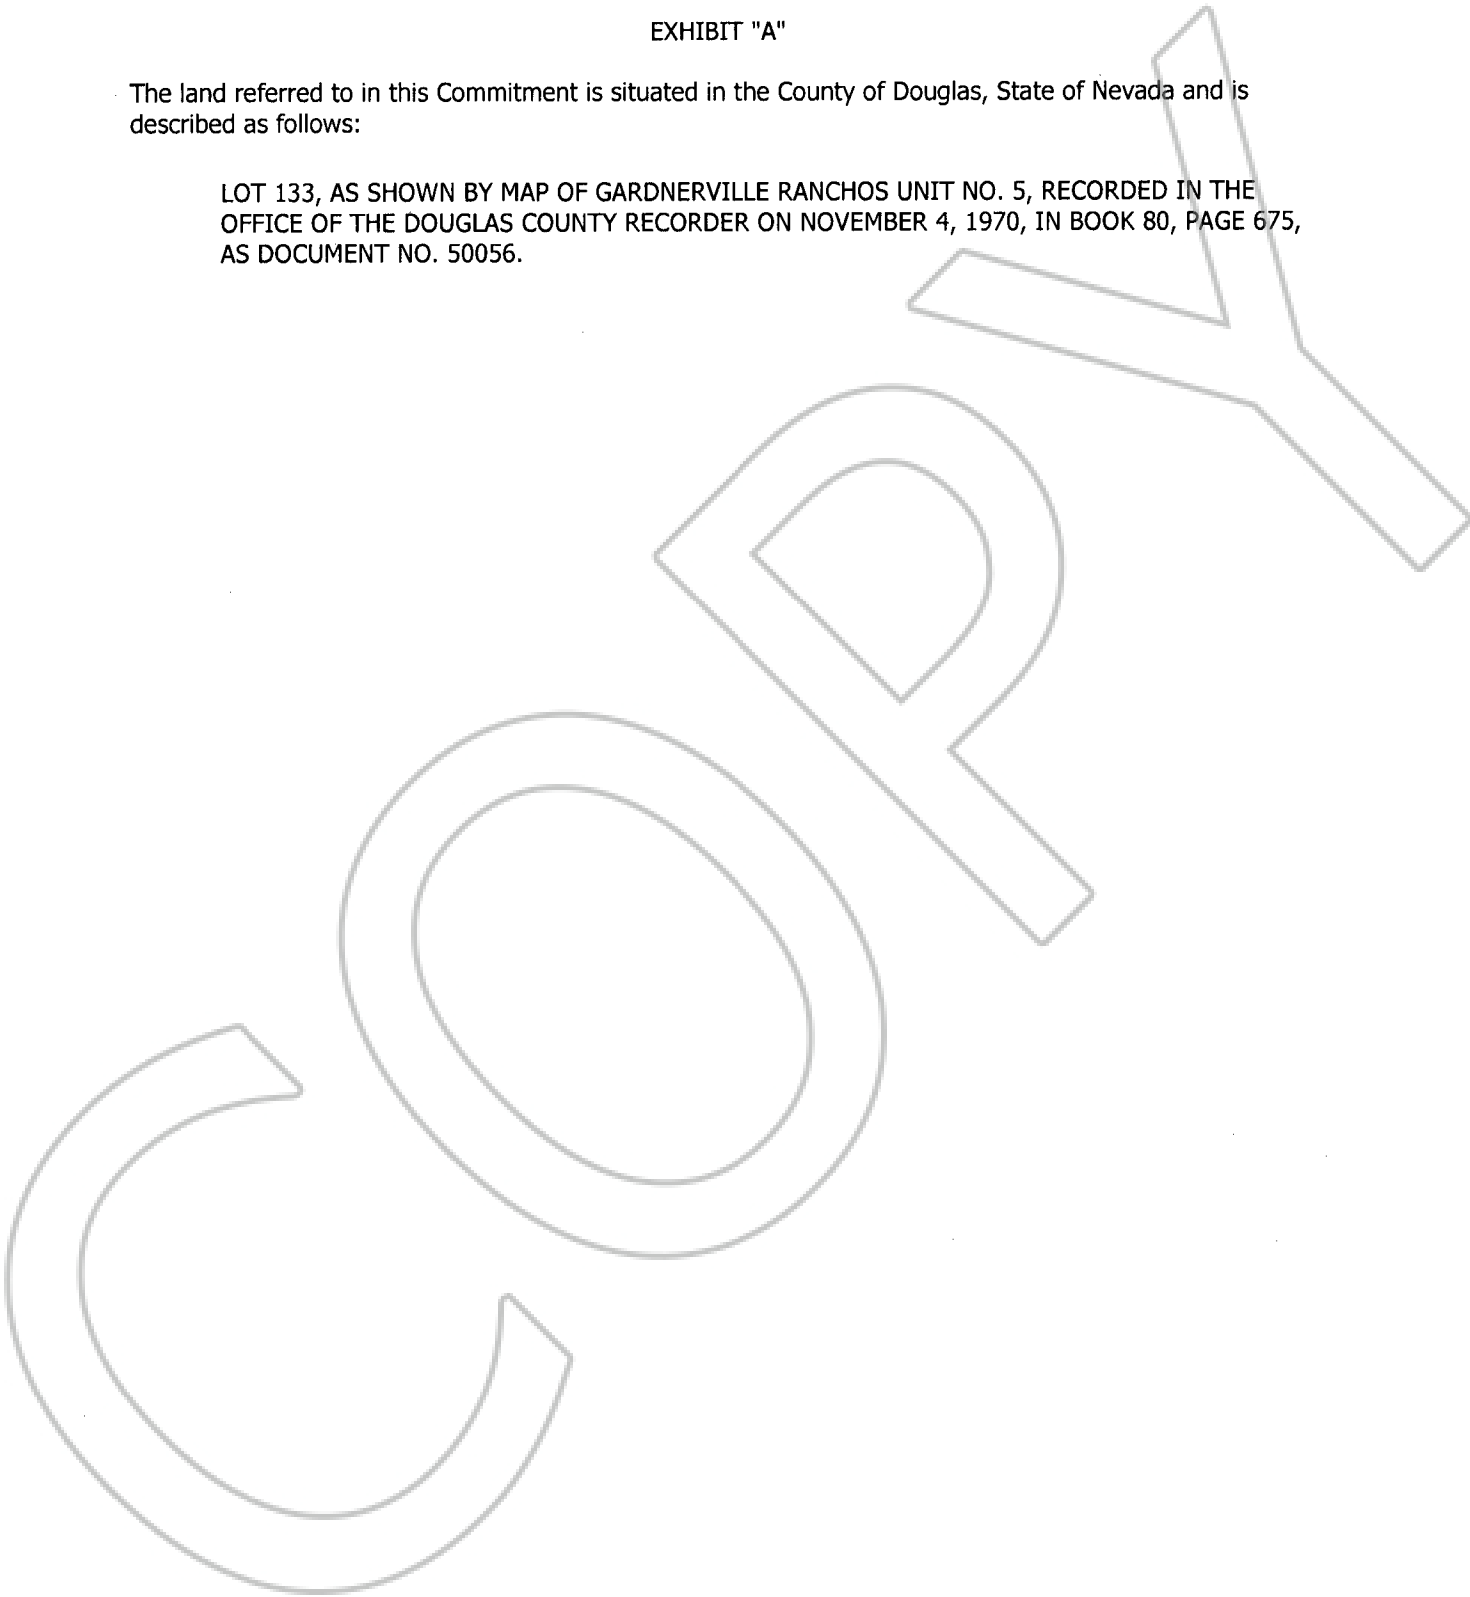 EXHIBIT "A"
The land referred to in this Commitment is situated in the County of Douglas, State of Nevada and is
described as follows:
LOT 133, AS SHOWN BY MAP OF GARDNERVILLE RANCHOS UNIT NO. 5, RECORDED IN THE
OFFICE OF THE DOUGLAS COUNTY RECORDER ON NOVEMBER 4, 1970, IN BOOK 80, PAGE 675,
AS DOCUMENT NO. 50056.
COPY